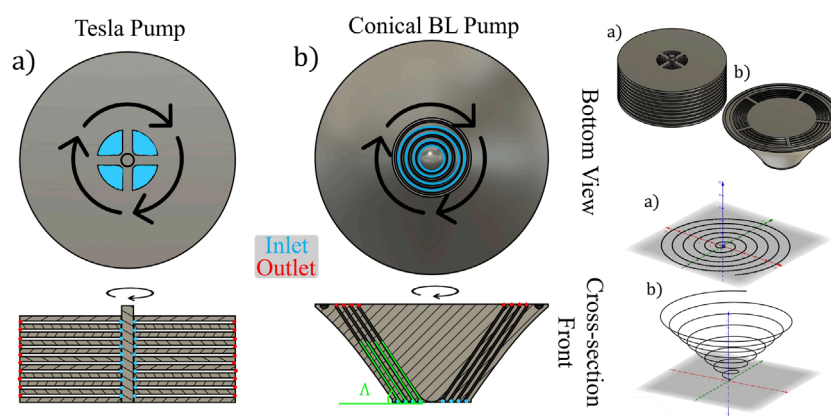 Tesla Pump
Conical BL Pump
a)
b)
Inlet
Outlet
Λ
Bottom View
Cross-section
Front
a)
b)
a)
b)